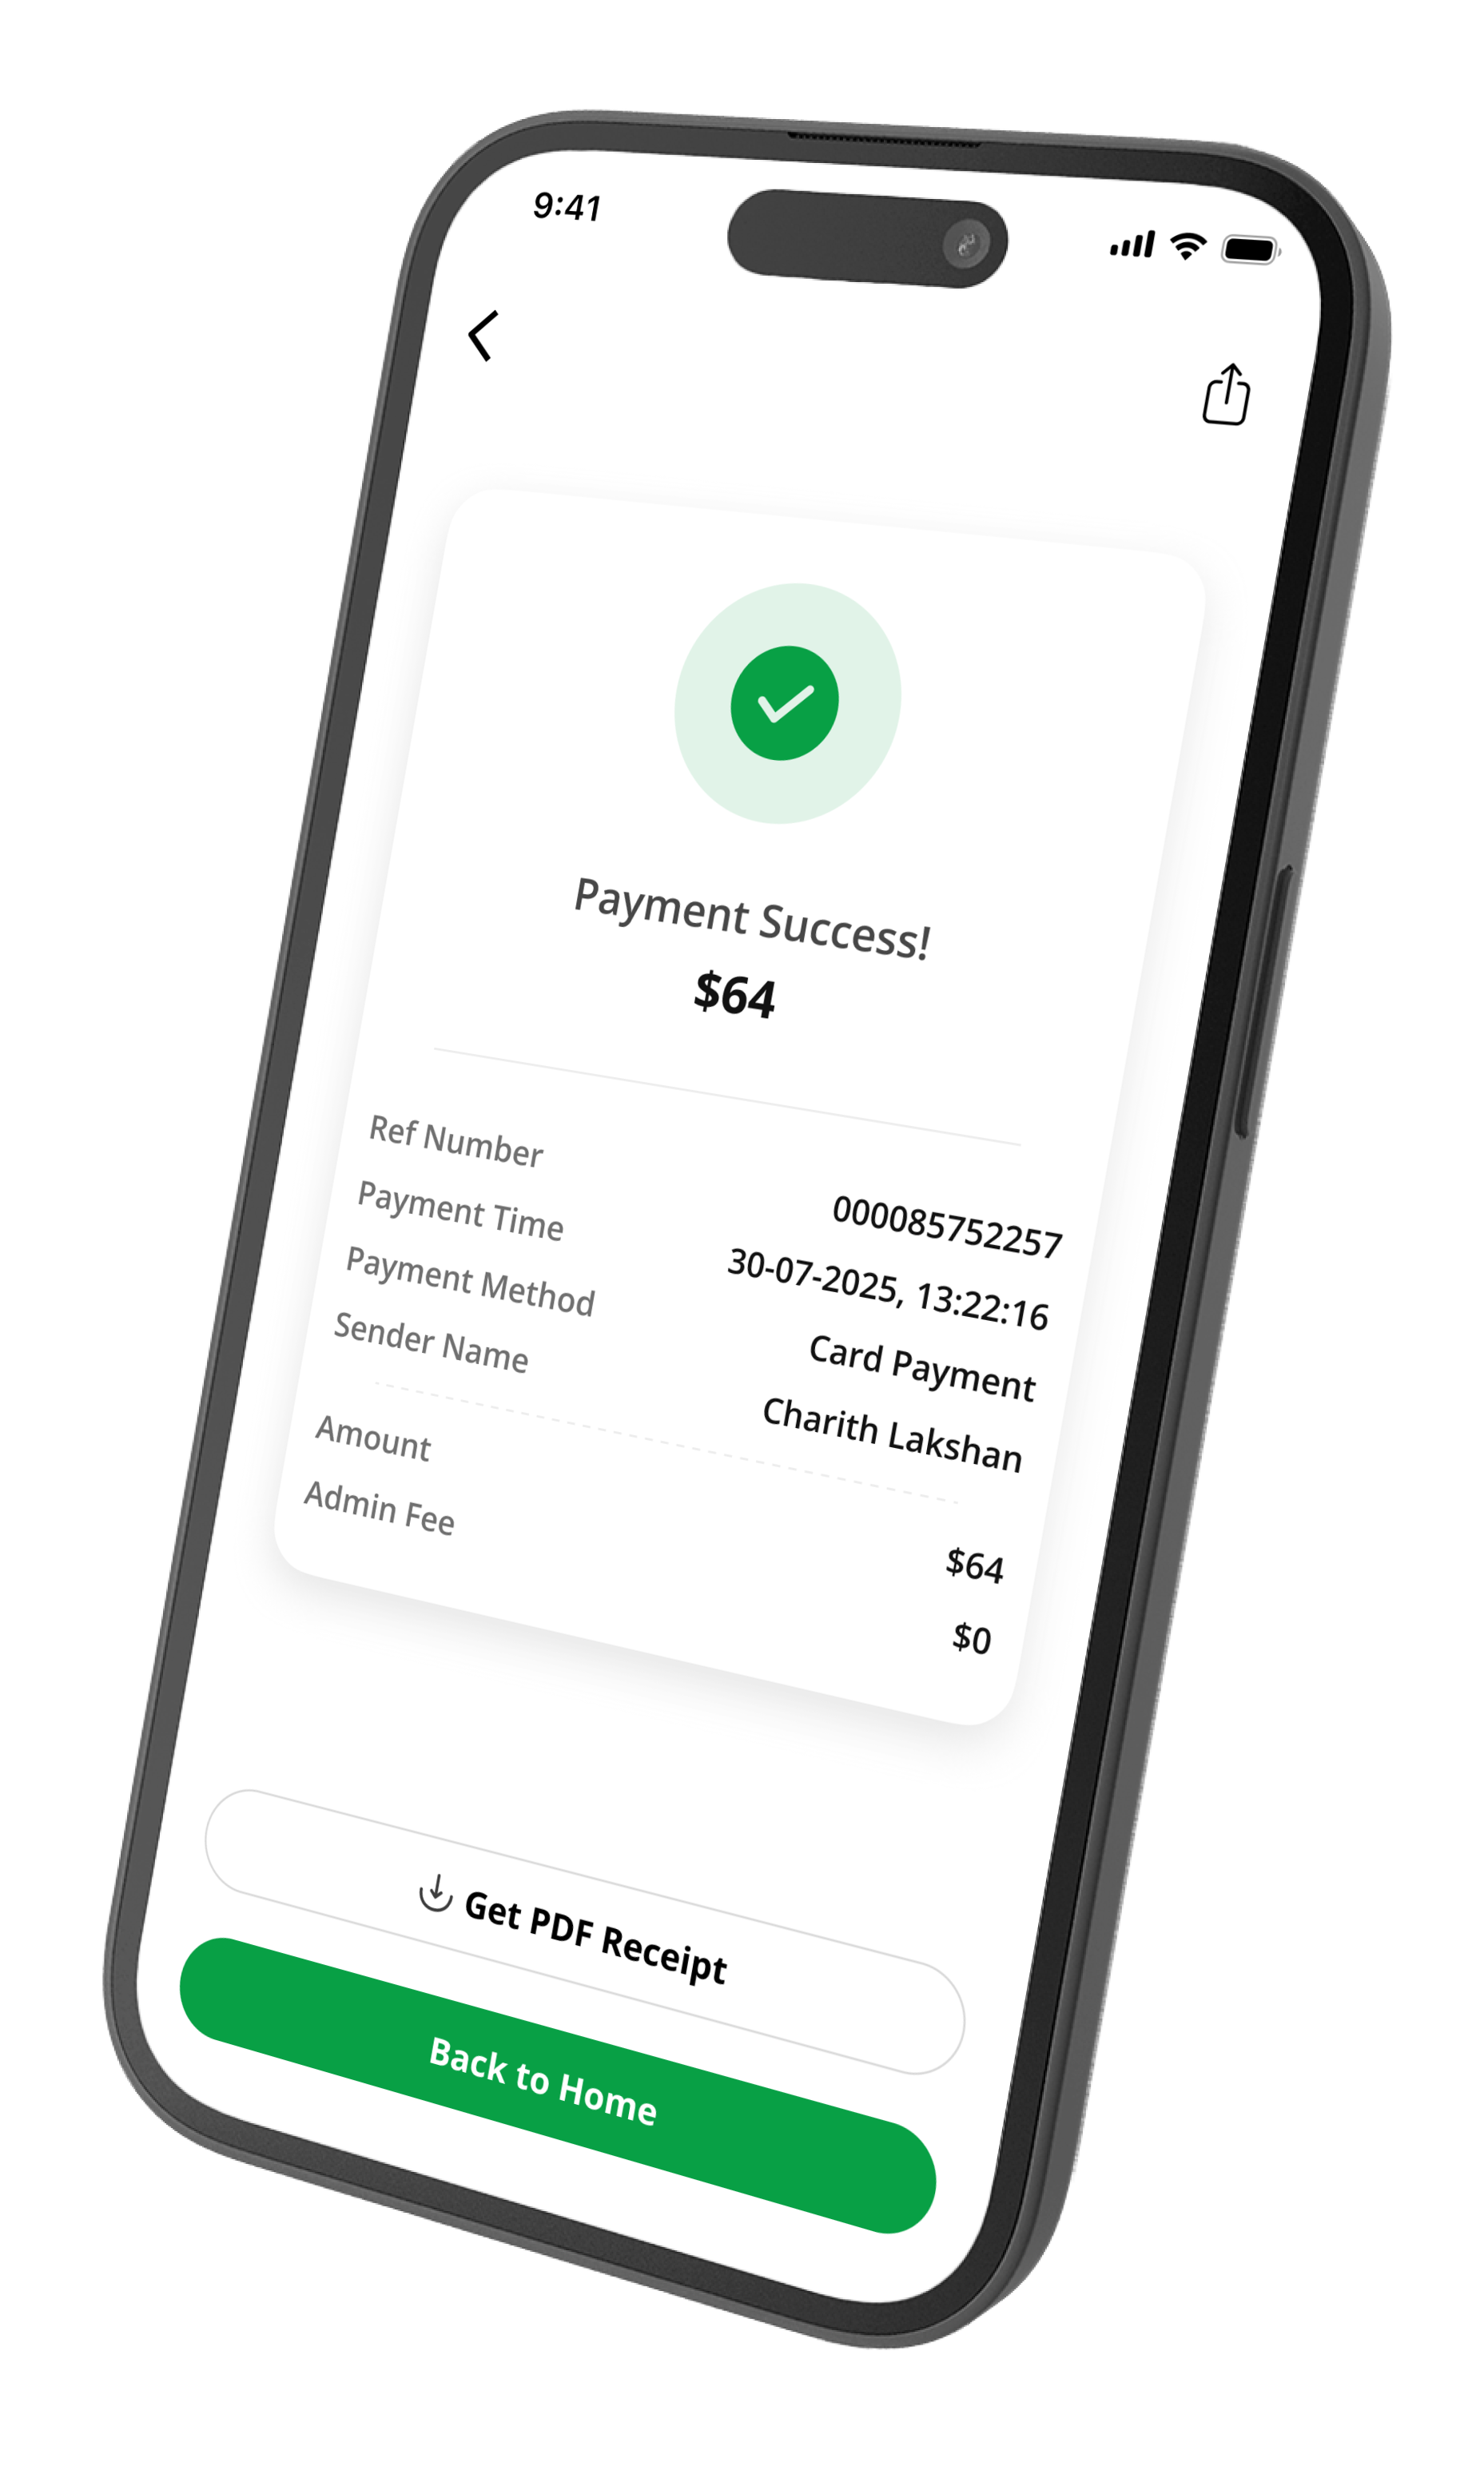 9:41
Payment Success!
$64
Ref Number 000085752257
Payment Time 30-07-2025, 13:22:16
Payment Method Card Payment
Sender Name Charith Lakshan
Amount $64
Admin Fee $0
Get PDF Receipt
Back to Home